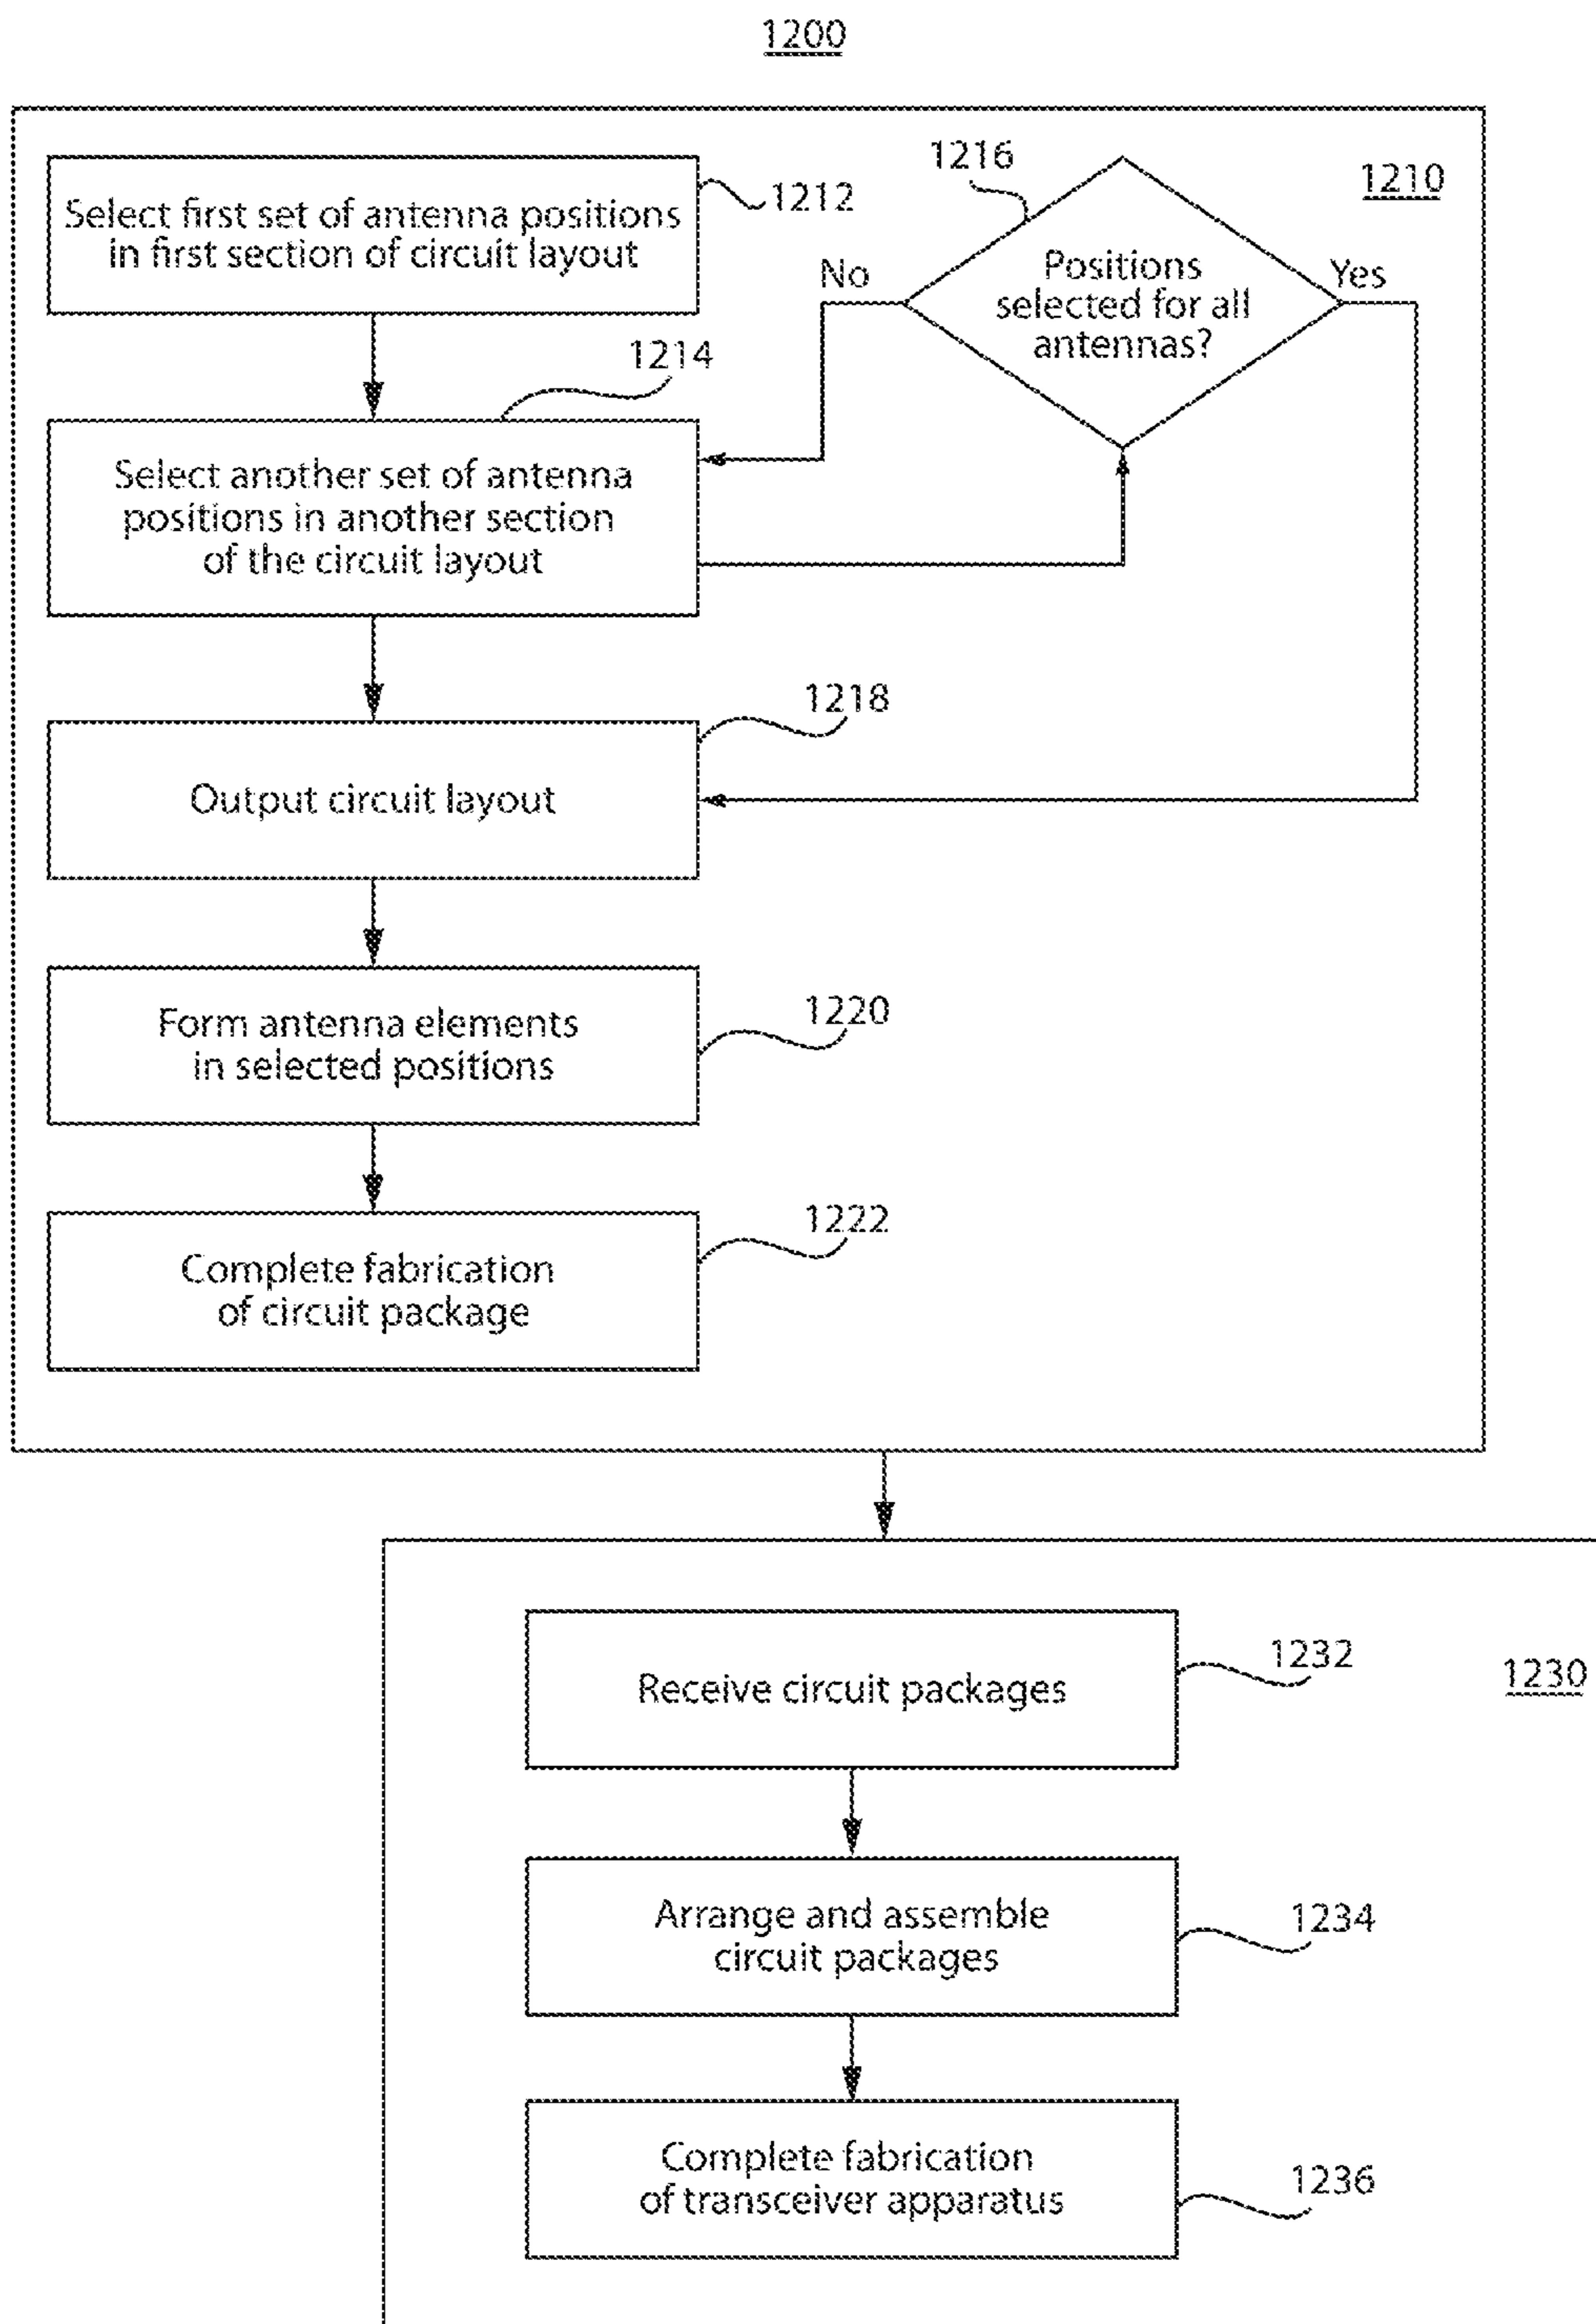 1200
Select first set of antenna positions
in first section of circuit layout
1212
1216
1210
Positions
selected for all
antennas?
No
Yes
1214
Select another set of antenna
positions in another section
of the circuit layout
1218
Output circuit layout
1220
Form antenna elements
in selected positions
1222
Complete fabrication
of circuit package
1232
1230
Receive circuit packages
1234
Arrange and assemble
circuit packages
1236
Complete fabrication
of transceiver apparatus